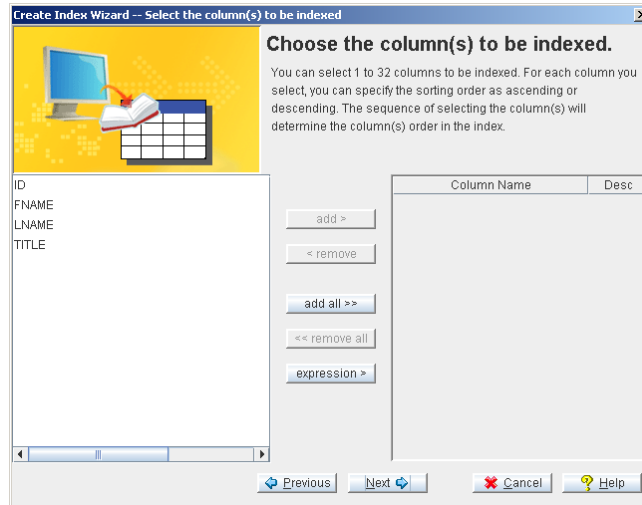 Create Index Wizard -- Select the column(s) to be indexed
Choose the column(s) to be indexed.
You can select 1 to 32 columns to be indexed. For each column you
select, you can specify the sorting order as ascending or
descending. The sequence of selecting the column(s) will
determine the column(s) order in the index.
ID
FNAME
LNAME
TITLE
add >
< remove
add all >>
<< remove all
expression >
Column Name Desc
Previous Next Cancel Help